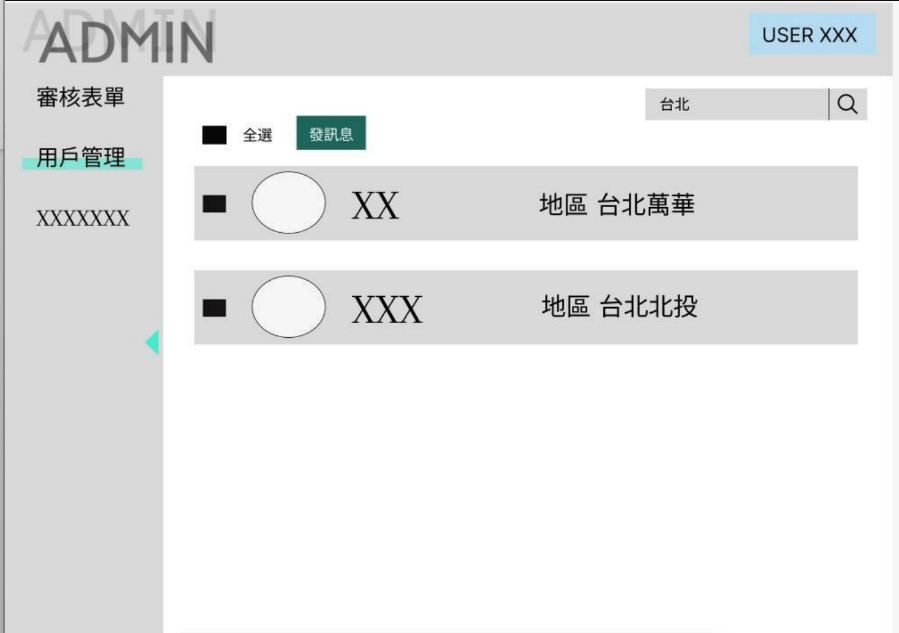 ADMIN
USER XXX
審核表單
用戶管理
XXXXXXX
台北
全選 發訊息
XX 地區 台北萬華
XXX 地區 台北北投